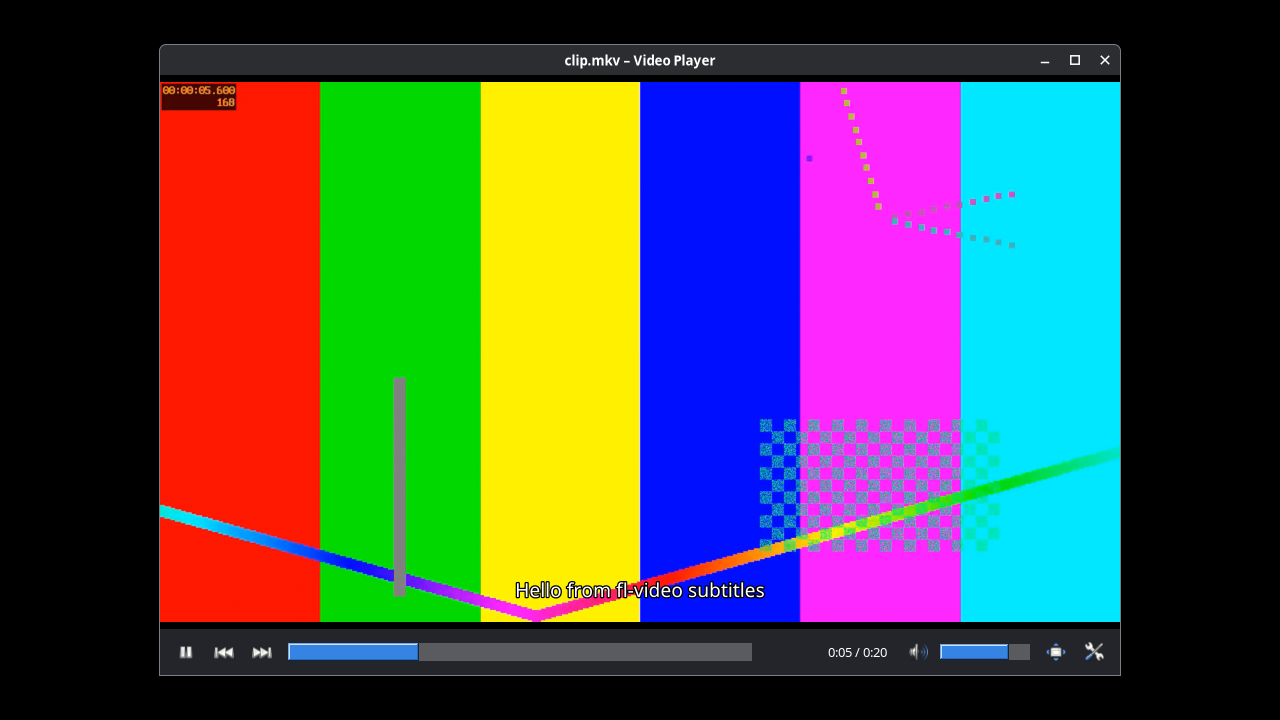 clip.mkv – Video Player
00:00:05.600
168
Hello from fl-video subtitles
0:05 / 0:20